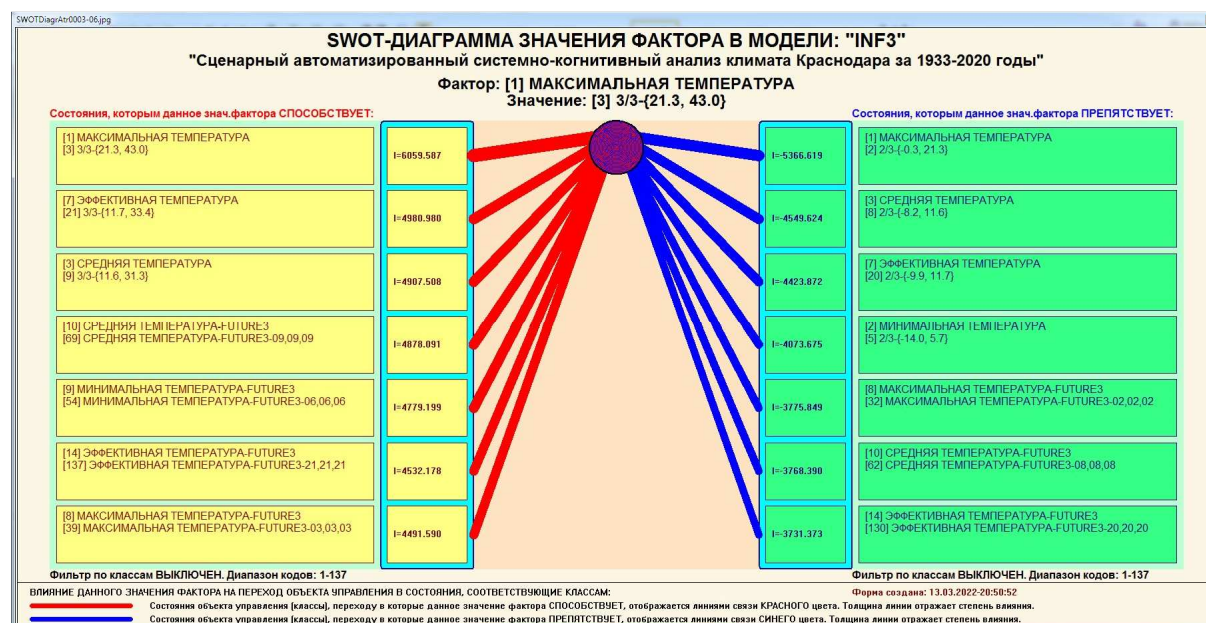 SWOTDiagrAtr0003-06.jpg
SWOT-ДИАГРАММА ЗНАЧЕНИЯ ФАКТОРА В МОДЕЛИ: "INF3"
"Сценарный автоматизированный системно-когнитивный анализ климата Краснодара за 1933-2020 годы"
Фактор: [1] МАКСИМАЛЬНАЯ ТЕМПЕРАТУРА
Значение: [3] 3/3-{21.3, 43.0}
Состояния, которым данное знач.фактора СПОСОБСТВУЕТ:
[1] МАКСИМАЛЬНАЯ ТЕМПЕРАТУРА
[3] 3/3-{21.3, 43.0}
I=6059.587
[7] ЭФФЕКТИВНАЯ ТЕМПЕРАТУРА
[21] 3/3-{11.7, 33.4}
I=4980.980
[3] СРЕДНЯЯ ТЕМПЕРАТУРА
[9] 3/3-{11.6, 31.3}
I=4907.508
[10] СРЕДНЯЯ ТЕМПЕРАТУРА-FUTURE3
[69] СРЕДНЯЯ ТЕМПЕРАТУРА-FUTURE3-09,09,09
I=4878.091
[9] МИНИМАЛЬНАЯ ТЕМПЕРАТУРА-FUTURE3
[54] МИНИМАЛЬНАЯ ТЕМПЕРАТУРА-FUTURE3-06,06,06
I=4779.199
[14] ЭФФЕКТИВНАЯ ТЕМПЕРАТУРА-FUTURE3
[137] ЭФФЕКТИВНАЯ ТЕМПЕРАТУРА-FUTURE3-21,21,21
I=4532.178
[8] МАКСИМАЛЬНАЯ ТЕМПЕРАТУРА-FUTURE3
[39] МАКСИМАЛЬНАЯ ТЕМПЕРАТУРА-FUTURE3-03,03,03
I=4491.590
Фильтр по классам ВЫКЛЮЧЕН. Диапазон кодов: 1-137
Состояния, которым данное знач.фактора ПРЕПЯТСТВУЕТ:
I=-5366.619
[1] МАКСИМАЛЬНАЯ ТЕМПЕРАТУРА
[2] 2/3-{-0.3, 21.3}
I=-4549.624
[3] СРЕДНЯЯ ТЕМПЕРАТУРА
[8] 2/3-{-8.2, 11.6}
I=-4423.872
[7] ЭФФЕКТИВНАЯ ТЕМПЕРАТУРА
[20] 2/3-{-9.9, 11.7}
I=-4073.675
[2] МИНИМАЛЬНАЯ ТЕМПЕРАТУРА
[5] 2/3-{-14.0, 5.7}
I=-3775.849
[8] МАКСИМАЛЬНАЯ ТЕМПЕРАТУРА-FUTURE3
[32] МАКСИМАЛЬНАЯ ТЕМПЕРАТУРА-FUTURE3-02,02,02
I=-3768.390
[10] СРЕДНЯЯ ТЕМПЕРАТУРА-FUTURE3
[62] СРЕДНЯЯ ТЕМПЕРАТУРА-FUTURE3-08,08,08
I=-3731.373
[14] ЭФФЕКТИВНАЯ ТЕМПЕРАТУРА-FUTURE3
[130] ЭФФЕКТИВНАЯ ТЕМПЕРАТУРА-FUTURE3-20,20,20
Фильтр по классам ВЫКЛЮЧЕН. Диапазон кодов: 1-137
ВЛИЯНИЕ ДАННОГО ЗНАЧЕНИЯ ФАКТОРА НА ПЕРЕХОД ОБЪЕКТА УПРАВЛЕНИЯ В СОСТОЯНИЯ, СООТВЕТСТВУЮЩИЕ КЛАССАМ:
Форма создана: 13.03.2022-20:50:52
Состояния объекта управления [классы], переходу в которые данное значение фактора СПОСОБСТВУЕТ, отображается линиями связи КРАСНОГО цвета. Толщина линии отражает степень влияния.
Состояния объекта управления [классы], переходу в которые данное значение фактора ПРЕПЯТСТВУЕТ, отображается линиями связи СИНЕГО цвета. Толщина линии отражает степень влияния.